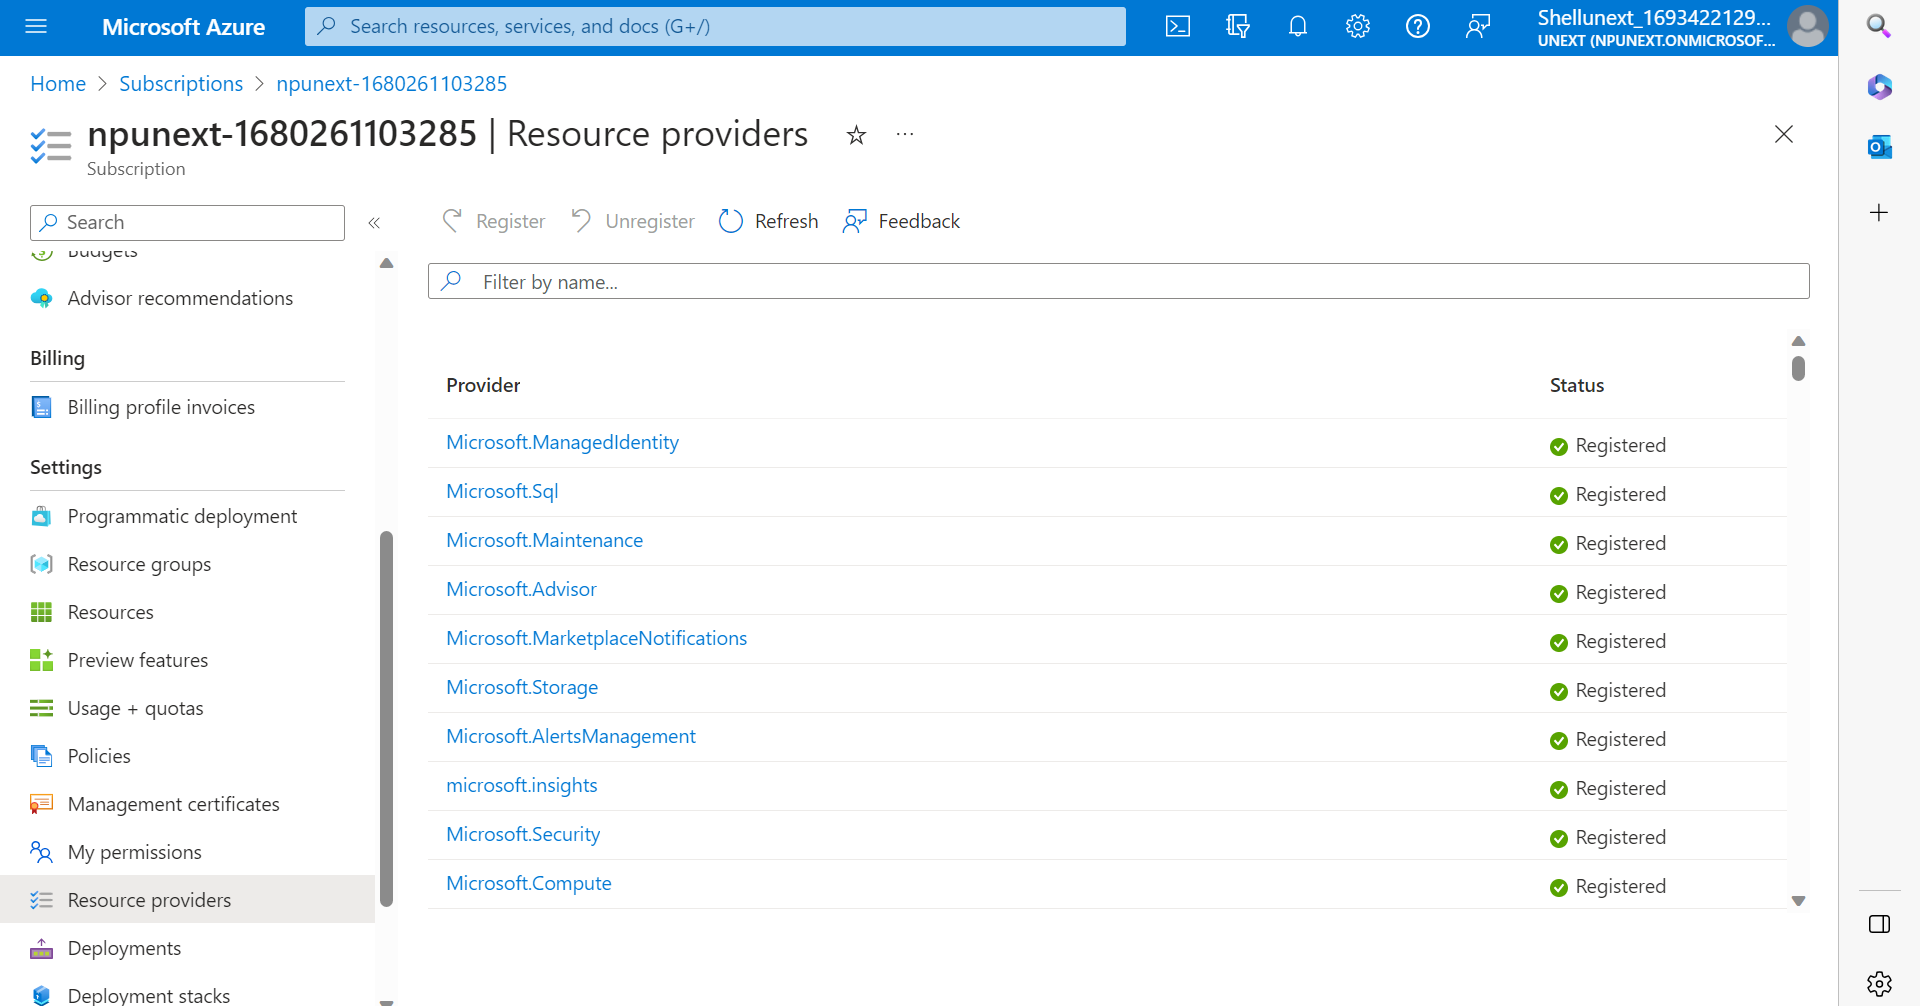 Microsoft Azure
Search resources, services, and docs (G+/)
Shellunext_1693422129...
UNEXT (NPUNEXT.ONMICROSOF...
Home > Subscriptions > npunext-1680261103285
npunext-1680261103285 | Resource providers
Subscription
Search
Register
Unregister
Refresh
Feedback
Filter by name...
Budgets
Advisor recommendations
Billing
Billing profile invoices
Settings
Programmatic deployment
Resource groups
Resources
Preview features
Usage + quotas
Policies
Management certificates
My permissions
Resource providers
Deployments
Deployment stacks
Provider Status
Microsoft.ManagedIdentity Registered
Microsoft.Sql Registered
Microsoft.Maintenance Registered
Microsoft.Advisor Registered
Microsoft.MarketplaceNotifications Registered
Microsoft.Storage Registered
Microsoft.AlertsManagement Registered
microsoft.insights Registered
Microsoft.Security Registered
Microsoft.Compute Registered